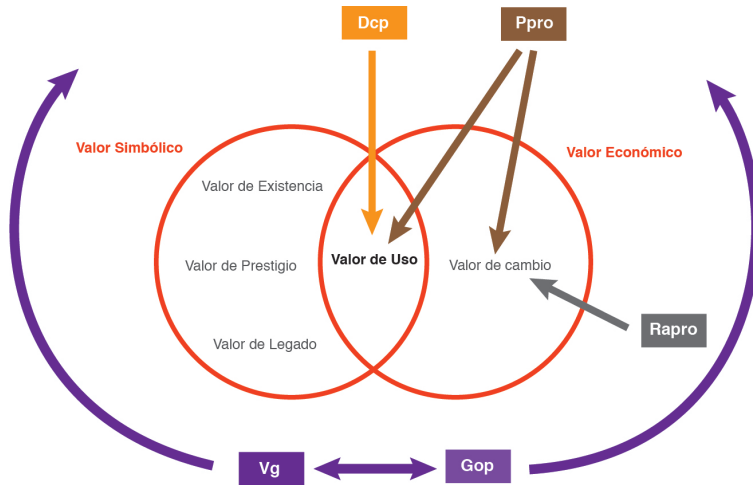 Dcp
Ppro
Valor Simbólico
Valor Económico
Valor de Existencia
Valor de Prestigio
Valor de Uso
Valor de cambio
Rapro
Valor de Legado
Vg
Gop